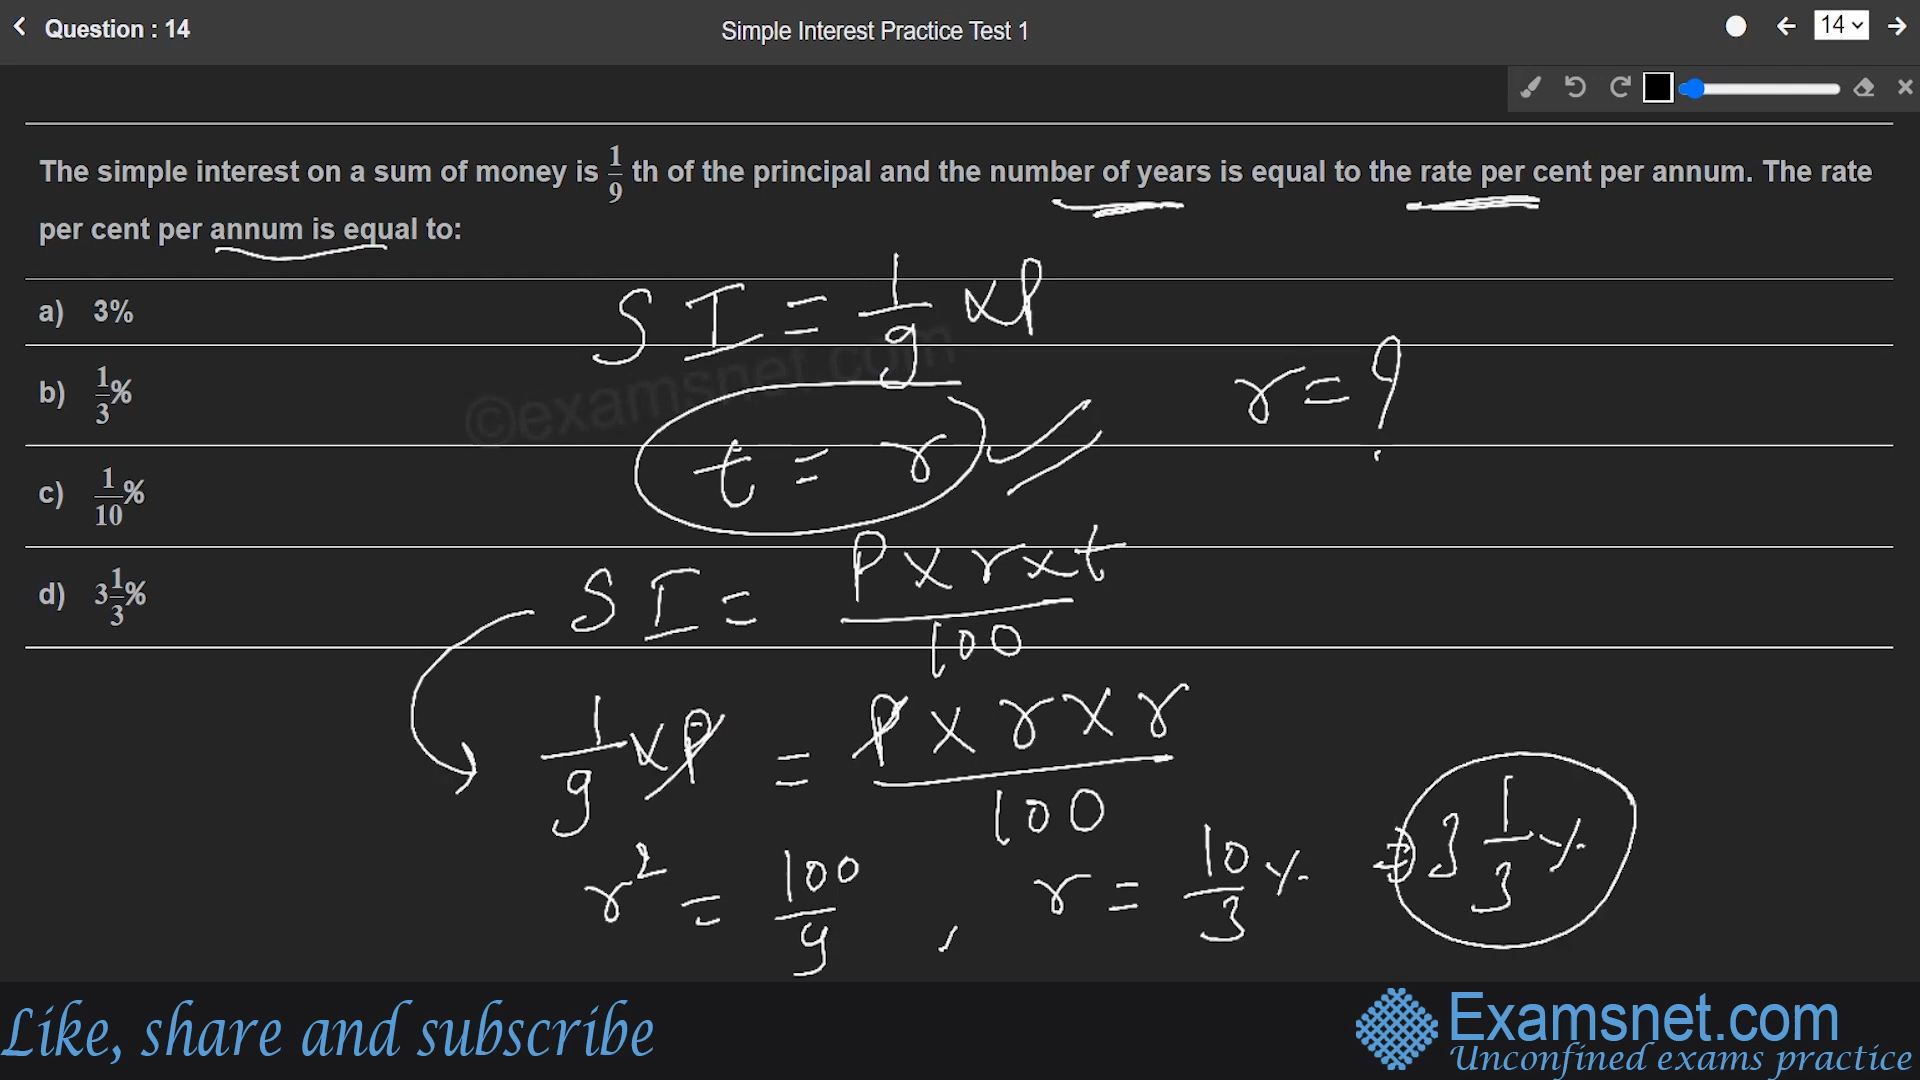 Question : 14
Simple Interest Practice Test 1
14
The simple interest on a sum of money is 1/9 th of the principal and the number of years is equal to the rate per cent per annum. The rate
per cent per annum is equal to:
a) 3%
b) 1/3%
c) 1/10%
d) 3 1/3%
©examsnet.com
SI = 1/9 × P
r = ?
t = r
SI = P × r × t / 100
1/9 × P = P × r × r / 100
r² = 100/9 , r = 10/3 % ⇒ 3 1/3 %
Like, share and subscribe
Examsnet.com
Unconfined exams practice